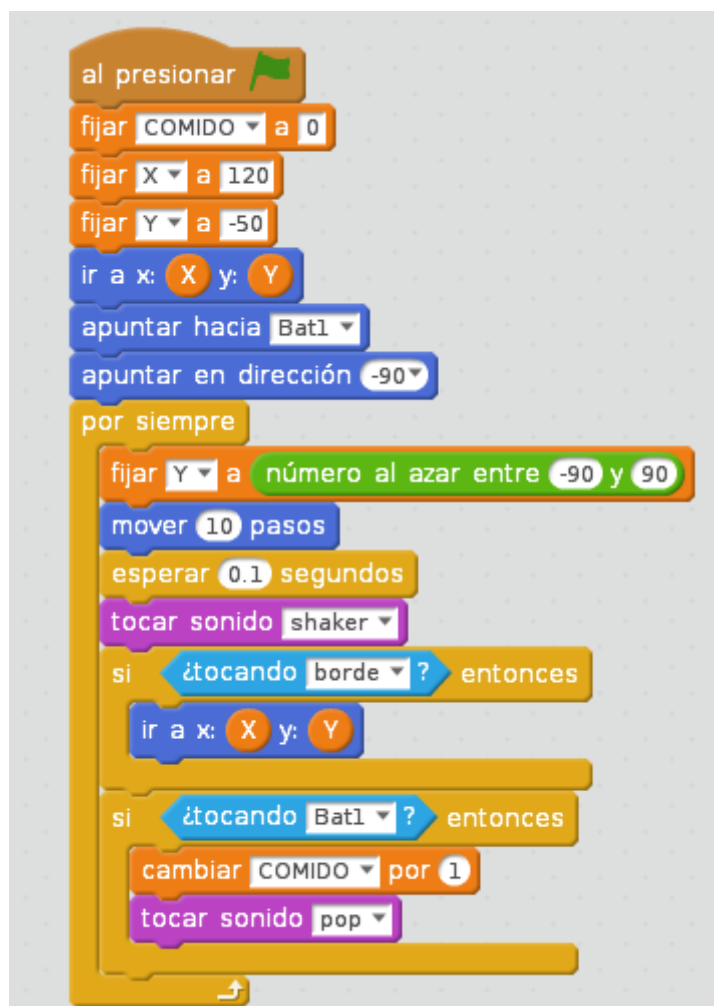 al presionar
fijar COMIDO a 0
fijar X a 120
fijar Y a -50
ir a x: X y: Y
apuntar hacia Bat1
apuntar en dirección -90
por siempre
fijar Y a número al azar entre -90 y 90
mover 10 pasos
esperar 0.1 segundos
tocar sonido shaker
si ¿tocando borde ? entonces
ir a x: X y: Y
si ¿tocando Bat1 ? entonces
cambiar COMIDO por 1
tocar sonido pop